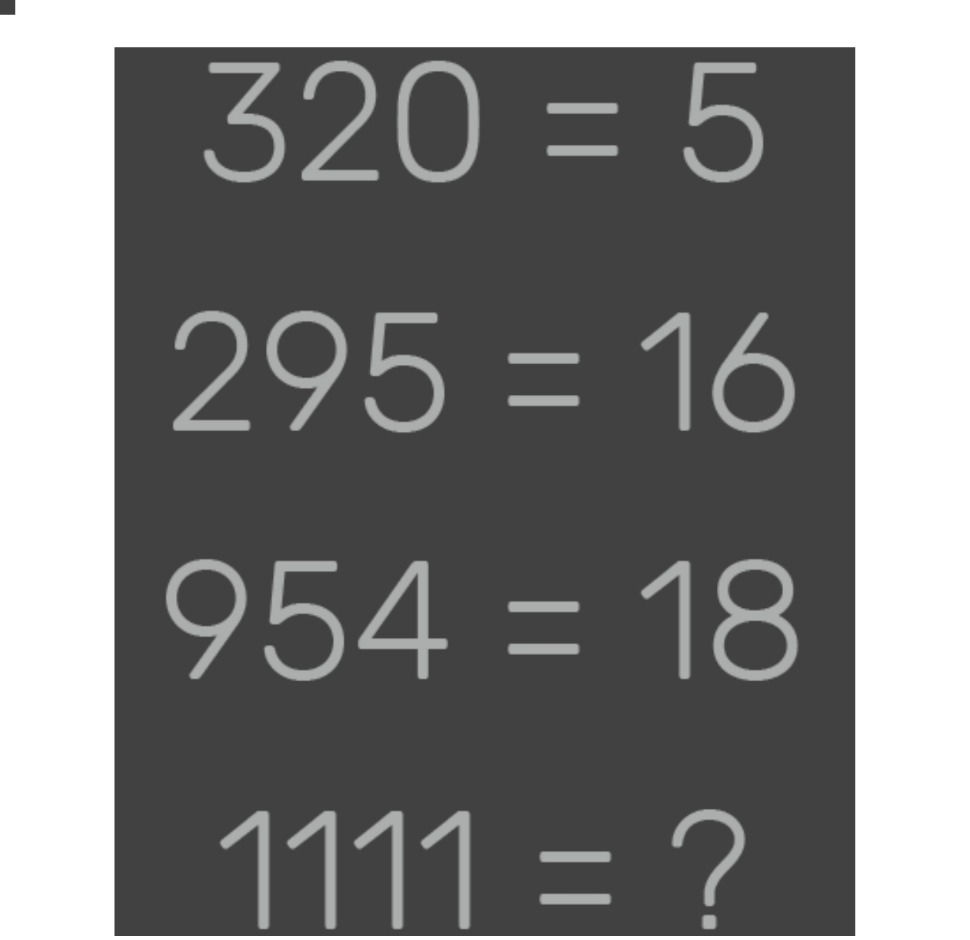 320 = 5
295 = 16
954 = 18
1111 = ?